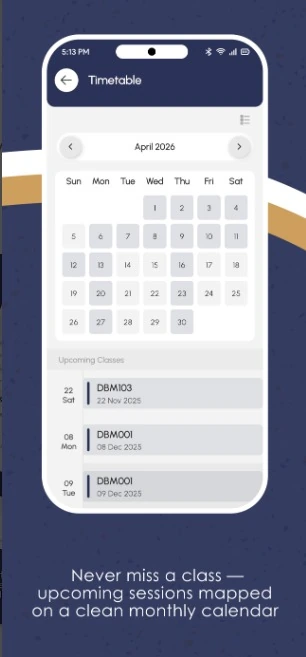 5:13 PM
Timetable
April 2026
Sun Mon Tue Wed Thu Fri Sat
1 2 3 4
5 6 7 8 9 10 11
12 13 14 15 16 17 18
19 20 21 22 23 24 25
26 27 28 29 30
Upcoming Classes
22 DBM103
Sat 22 Nov 2025
08 DBM001
Mon 08 Dec 2025
09 DBM001
Tue 09 Dec 2025
Never miss a class —
upcoming sessions mapped
on a clean monthly calendar